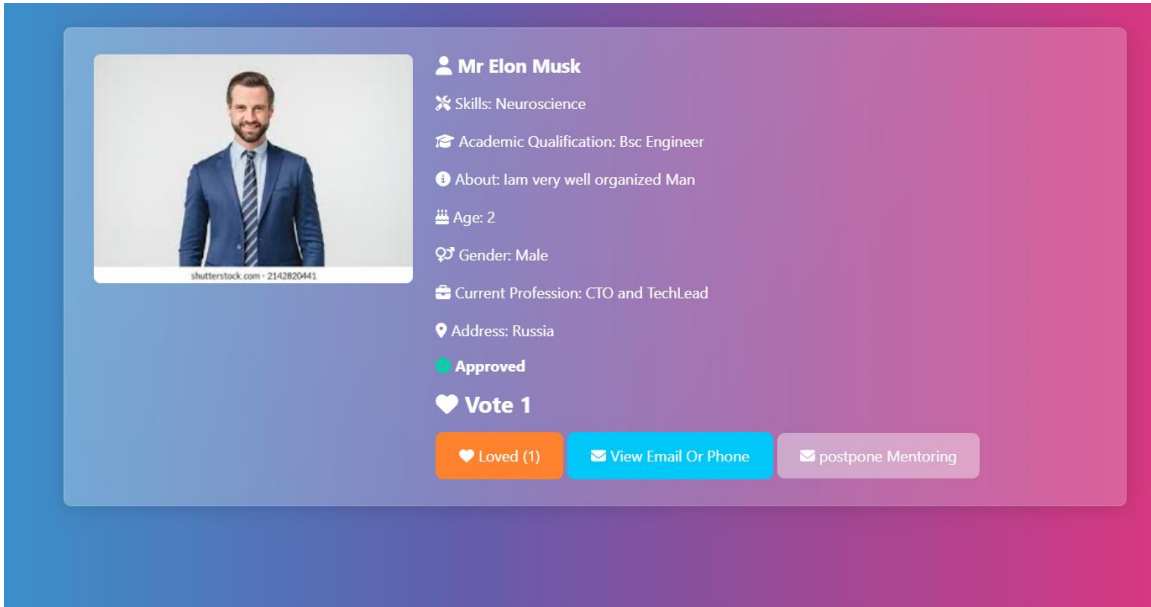 shutterstock.com · 2142820441
Mr Elon Musk
Skills: Neuroscience
Academic Qualification: Bsc Engineer
About: Iam very well organized Man
Age: 2
Gender: Male
Current Profession: CTO and TechLead
Address: Russia
Approved
Vote 1
Loved (1)
View Email Or Phone
postpone Mentoring